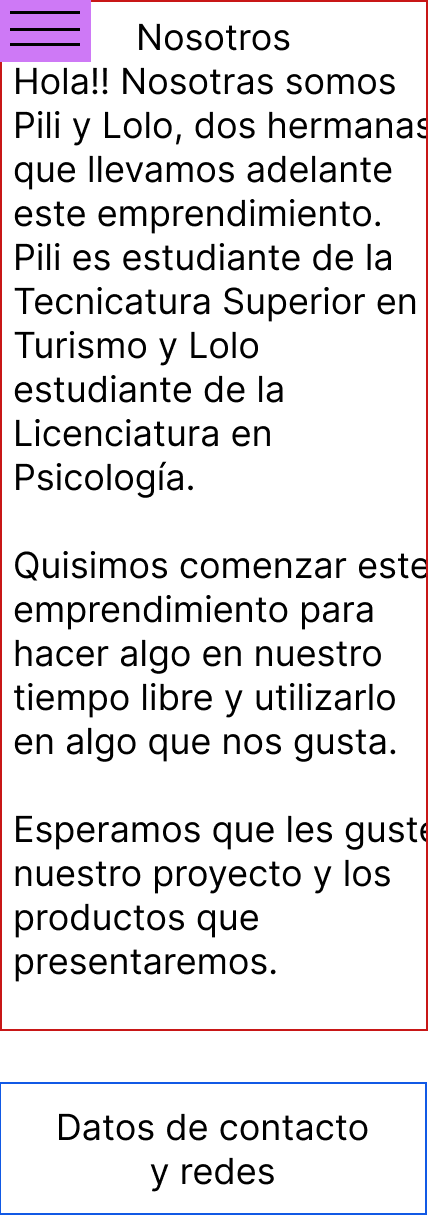 Nosotros
Hola!! Nosotras somos
Pili y Lolo, dos hermanas
que llevamos adelante
este emprendimiento.
Pili es estudiante de la
Tecnicatura Superior en
Turismo y Lolo
estudiante de la
Licenciatura en
Psicología.
Quisimos comenzar este
emprendimiento para
hacer algo en nuestro
tiempo libre y utilizarlo
en algo que nos gusta.
Esperamos que les guste
nuestro proyecto y los
productos que
presentaremos.
Datos de contacto
y redes